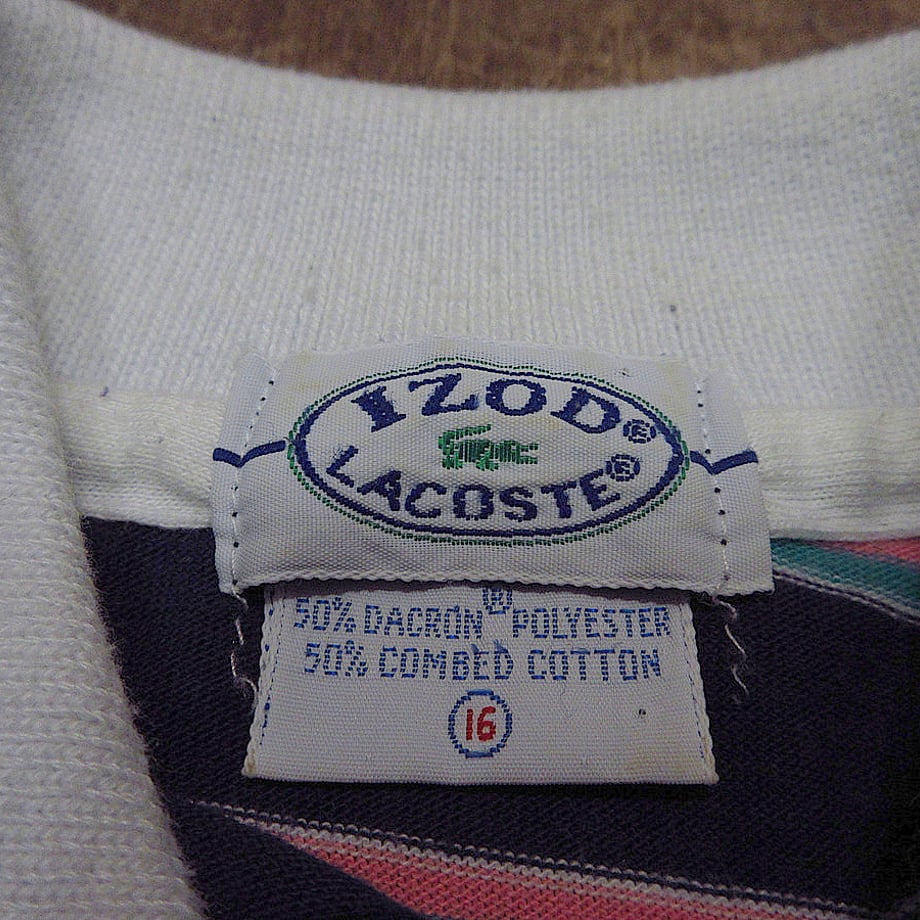 IZOD®
LACOSTE®
50% DACRON® POLYESTER
50% COMBED COTTON
16